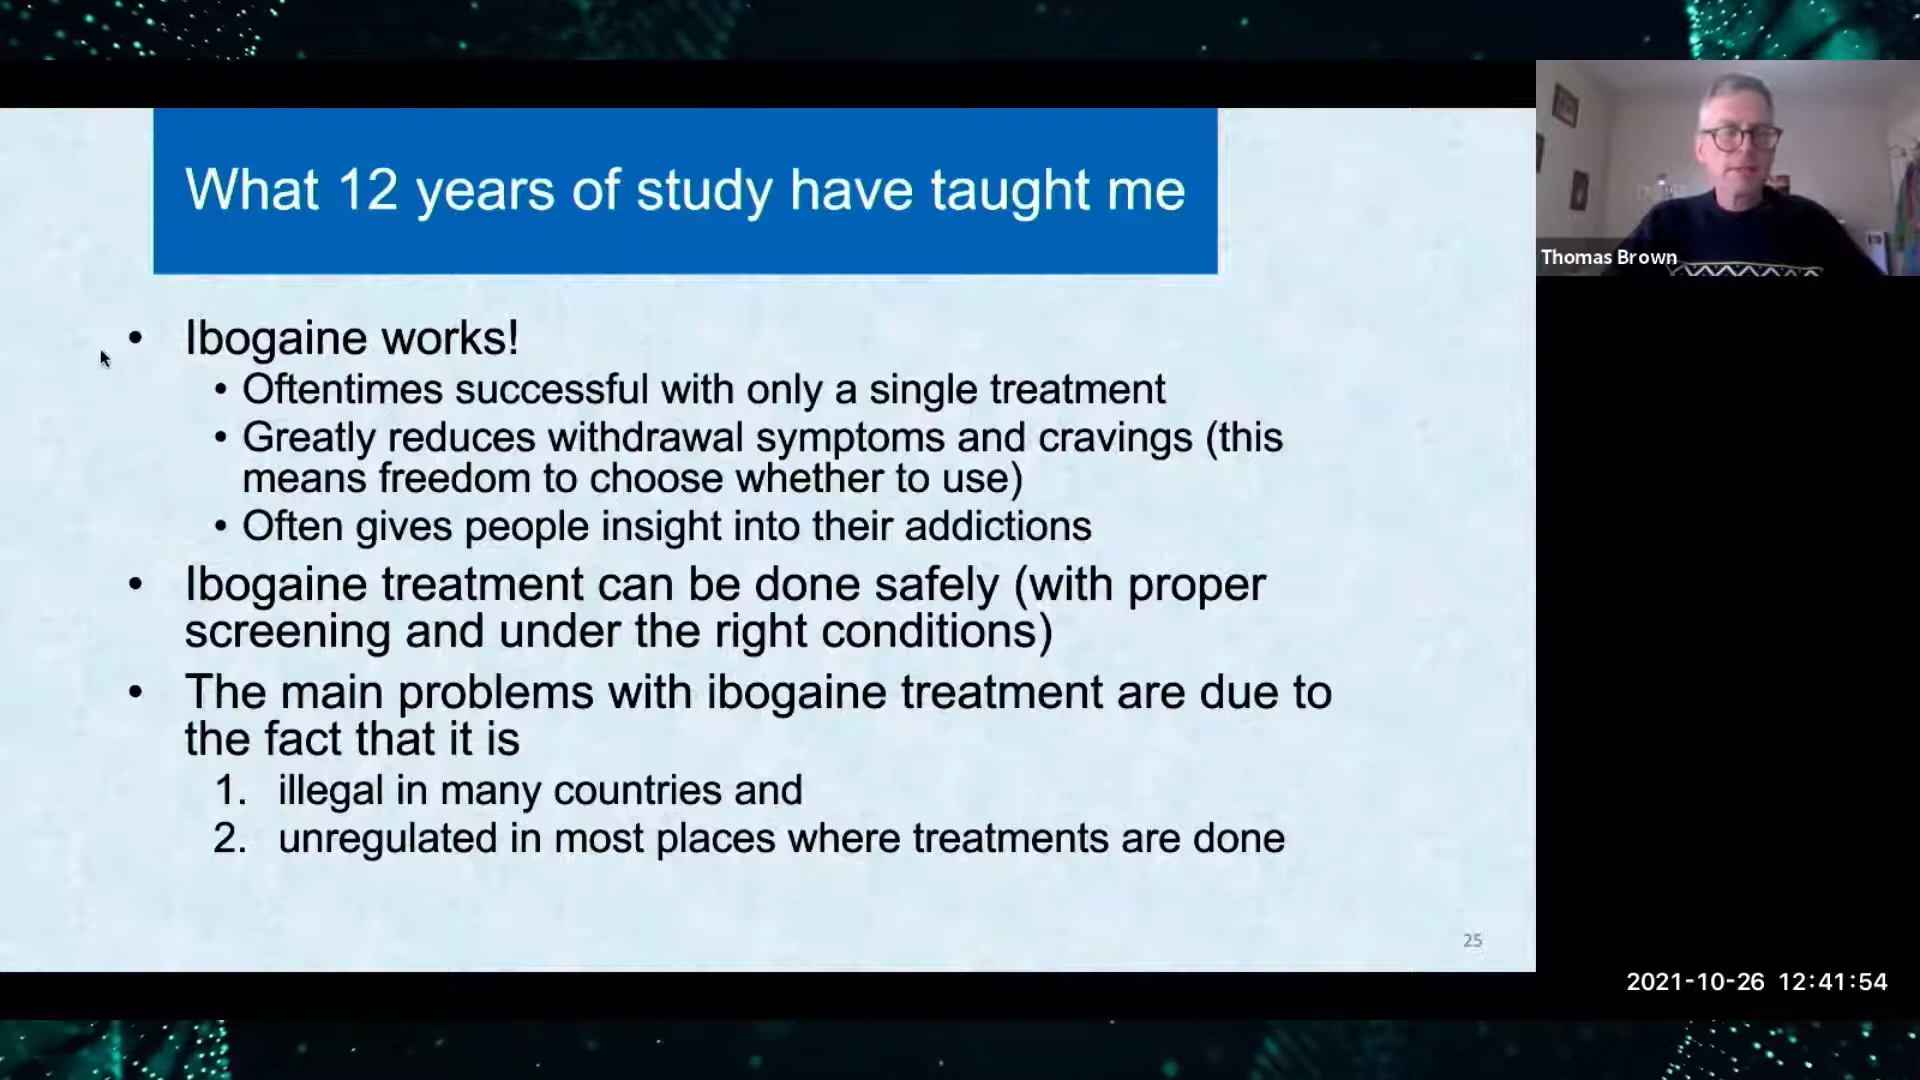 What 12 years of study have taught me
• Ibogaine works!
• Oftentimes successful with only a single treatment
• Greatly reduces withdrawal symptoms and cravings (this
means freedom to choose whether to use)
• Often gives people insight into their addictions
• Ibogaine treatment can be done safely (with proper
screening and under the right conditions)
• The main problems with ibogaine treatment are due to
the fact that it is
1. illegal in many countries and
2. unregulated in most places where treatments are done
25
Thomas Brown
2021-10-26 12:41:54